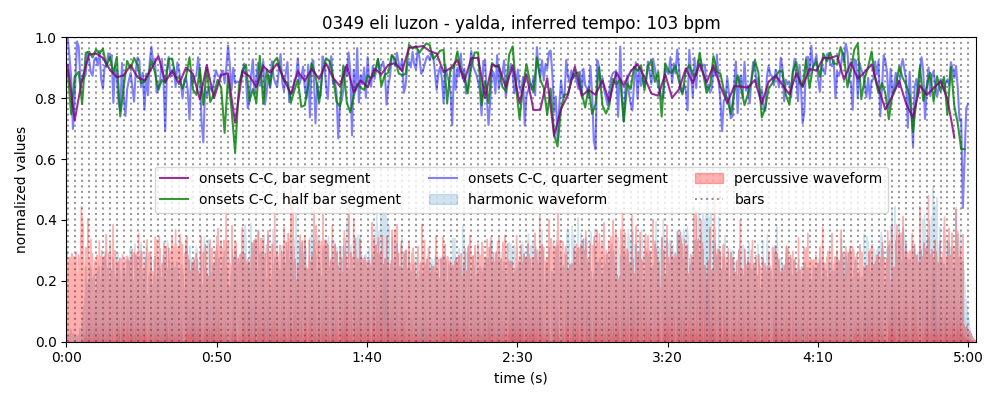 0349 eli luzon - yalda, inferred tempo: 103 bpm
normalized values
1.0
0.8
0.6
0.4
0.2
0.0
onsets C-C, bar segment
onsets C-C, half bar segment
onsets C-C, quarter segment
harmonic waveform
percussive waveform
bars
0:00 0:50 1:40 2:30 3:20 4:10 5:00
time (s)